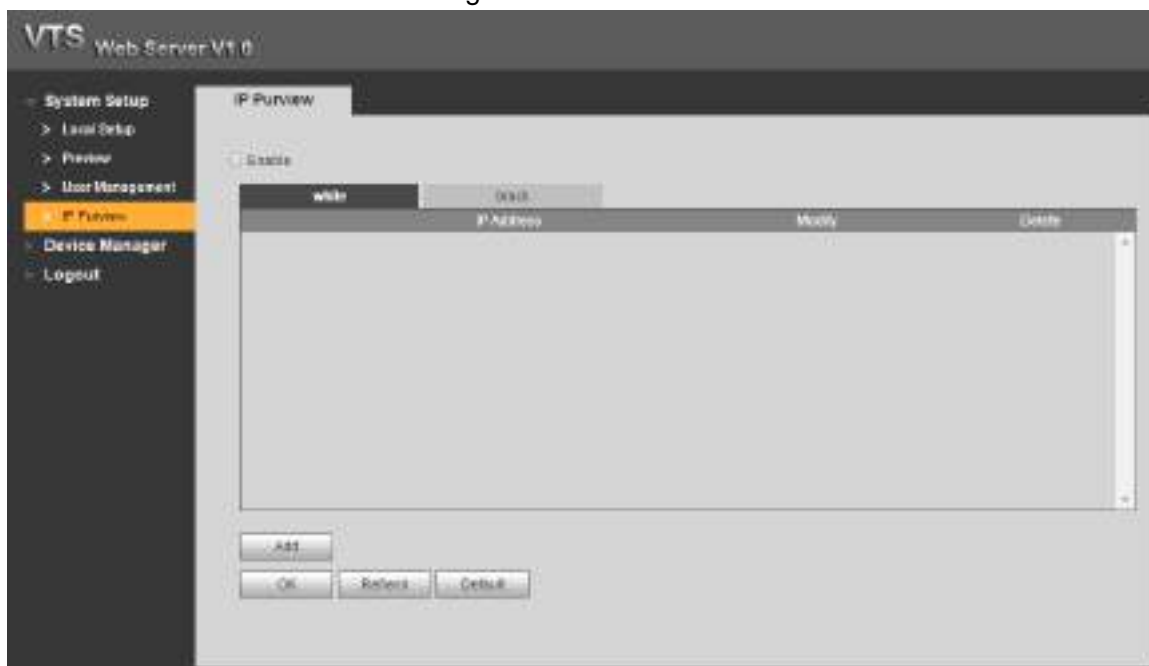 g
VTS Web Server V1.0
System Setup
> Local Setup
> Preview
> User Management
> IP Purview
Device Manager
Logout
IP Purview
Enable
white
black
IP Address Modify Delete
Add
OK Refresh Default